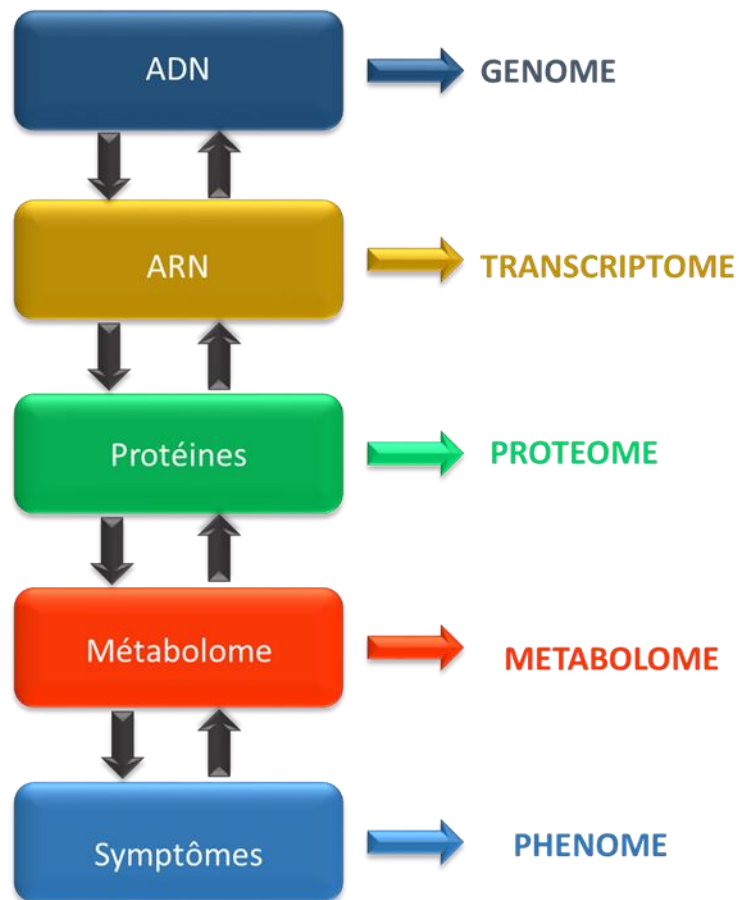 ADN
GENOME
ARN
TRANSCRIPTOME
Protéines
PROTEOME
Métabolome
METABOLOME
Symptômes
PHENOME